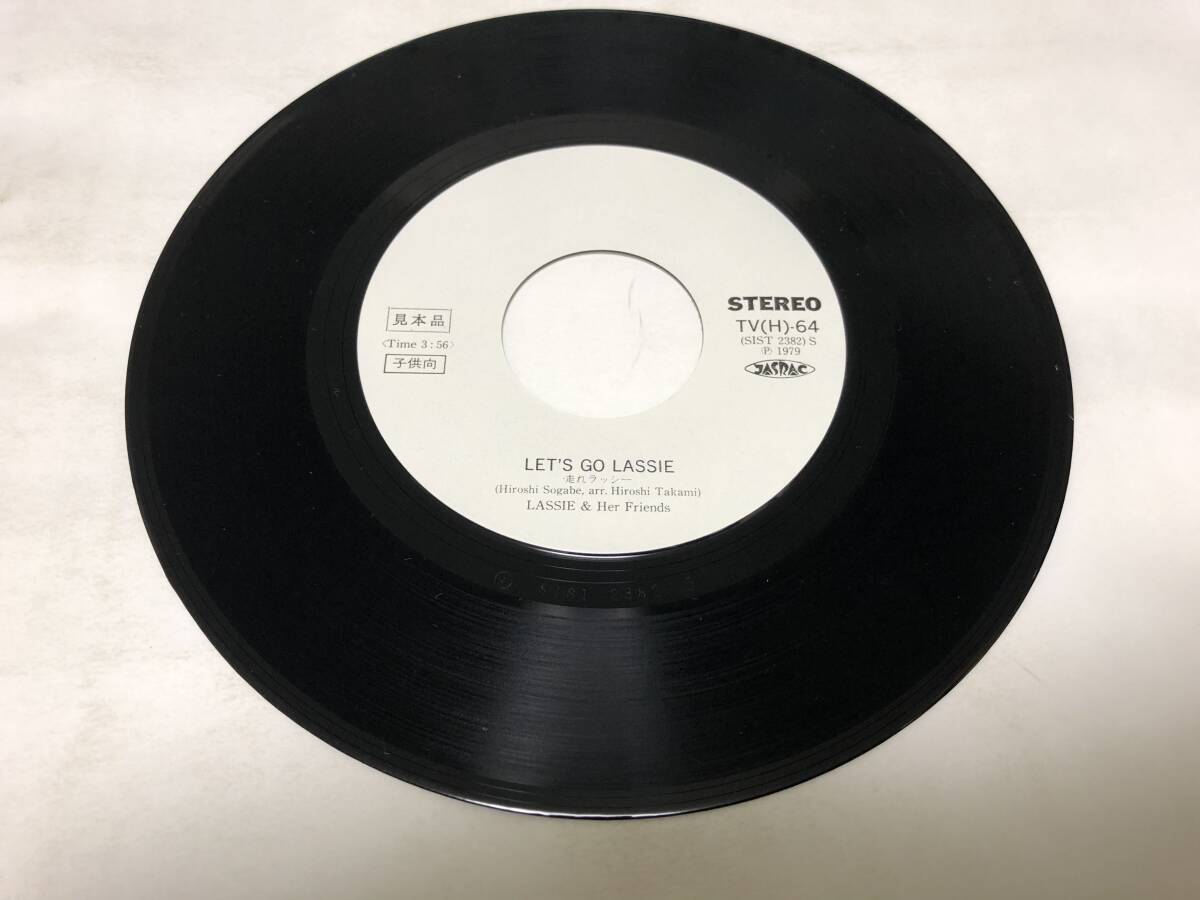 見本品
〈Time 3 : 56〉
子供向
STEREO
TV(H)-64
(SIST 2382) S
Ⓟ 1979
JASRAC
LET'S GO LASSIE
走れラッシー
(Hiroshi Sogabe, arr. Hiroshi Takami)
LASSIE & Her Friends